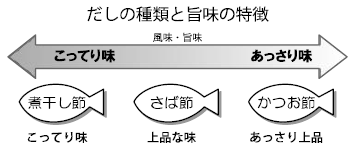 だしの種類と旨味の特徴
風味・旨味
こってり味 あっさり味
煮干し節 さば節 かつお節
こってり味 上品な味 あっさり上品